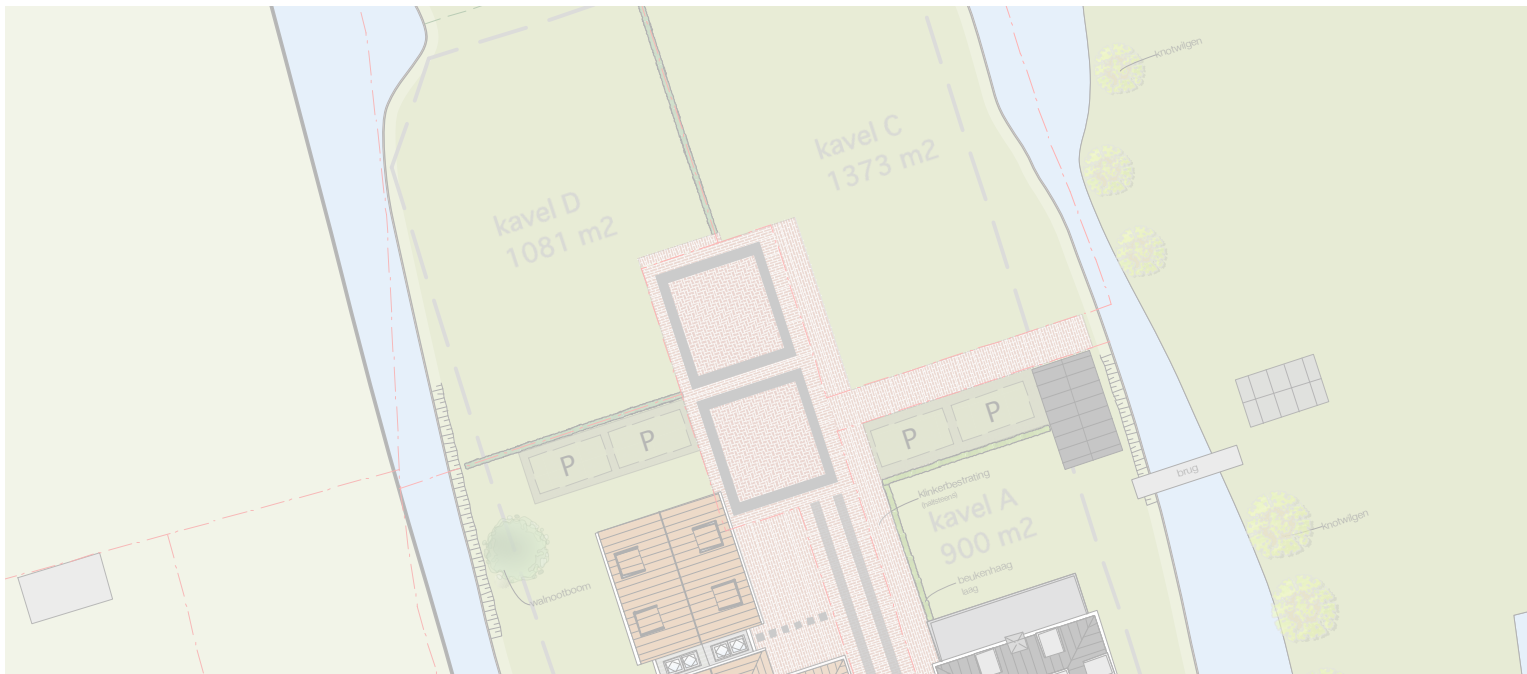 knotwilgen
kavel C
1373 m2
kavel D
1081 m2
P
P
P
P
klinkerbestrating
kavel A
900 m2
brug
knotwilgen
walnootboom
beukenhaag
laag